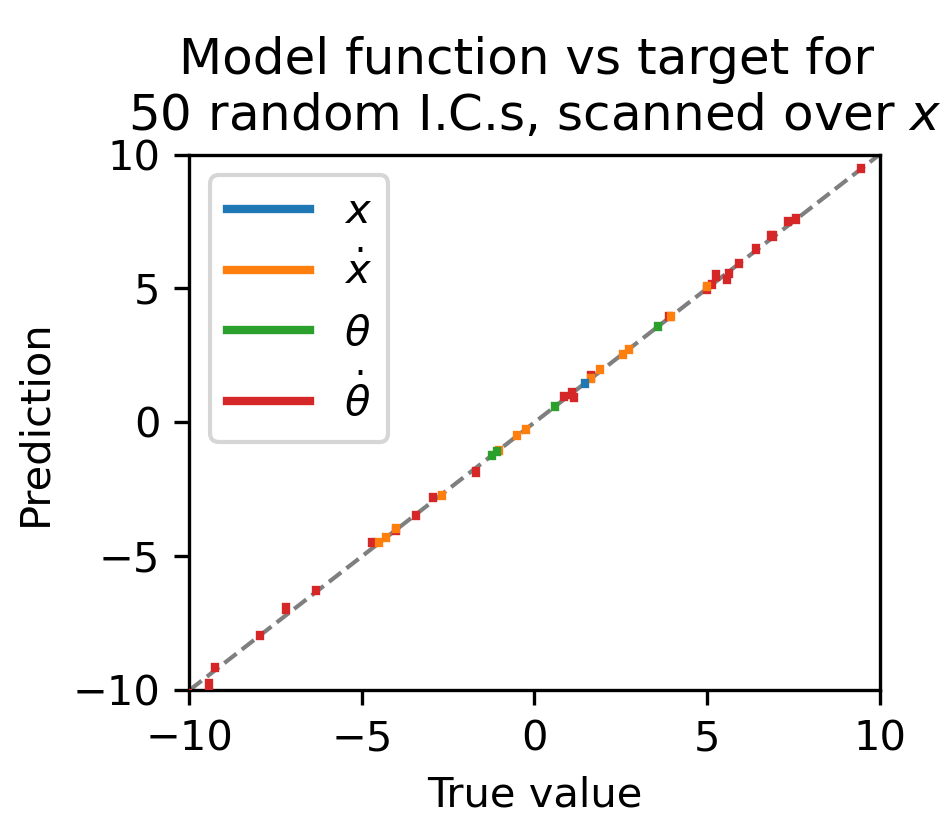 Model function vs target for
50 random I.C.s, scanned over x
10
5
0
−5
−10
Prediction
x
ẋ
θ
θ̇
−10
−5
0
5
10
True value